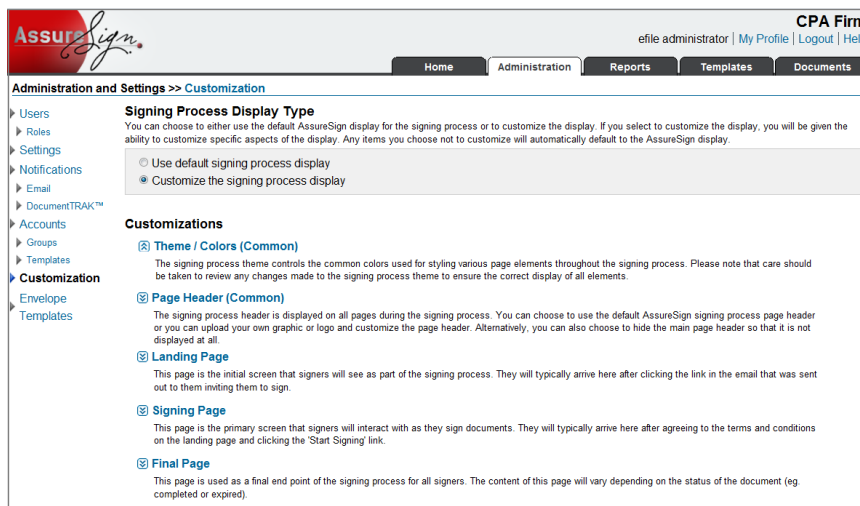 AssureSign.
CPA Firm
efile administrator | My Profile | Logout | Help
Home Administration Reports Templates Documents
Administration and Settings >> Customization
Users
Roles
Settings
Notifications
Email
DocumentTRAK™
Accounts
Groups
Templates
Customization
Envelope
Templates
Signing Process Display Type
You can choose to either use the default AssureSign display for the signing process or to customize the display. If you select to customize the display, you will be given the
ability to customize specific aspects of the display. Any items you choose not to customize will automatically default to the AssureSign display.
Use default signing process display
Customize the signing process display
Customizations
Theme / Colors (Common)
The signing process theme controls the common colors used for styling various page elements throughout the signing process. Please note that care should
be taken to review any changes made to the signing process theme to ensure the correct display of all elements.
Page Header (Common)
The signing process header is displayed on all pages during the signing process. You can choose to use the default AssureSign signing process page header
or you can upload your own graphic or logo and customize the page header. Alternatively, you can also choose to hide the main page header so that it is not
displayed at all.
Landing Page
This page is the initial screen that signers will see as part of the signing process. They will typically arrive here after clicking the link in the email that was sent
out to them inviting them to sign.
Signing Page
This page is the primary screen that signers will interact with as they sign documents. They will typically arrive here after agreeing to the terms and conditions
on the landing page and clicking the 'Start Signing' link.
Final Page
This page is used as a final end point of the signing process for all signers. The content of this page will vary depending on the status of the document (eg.
completed or expired).